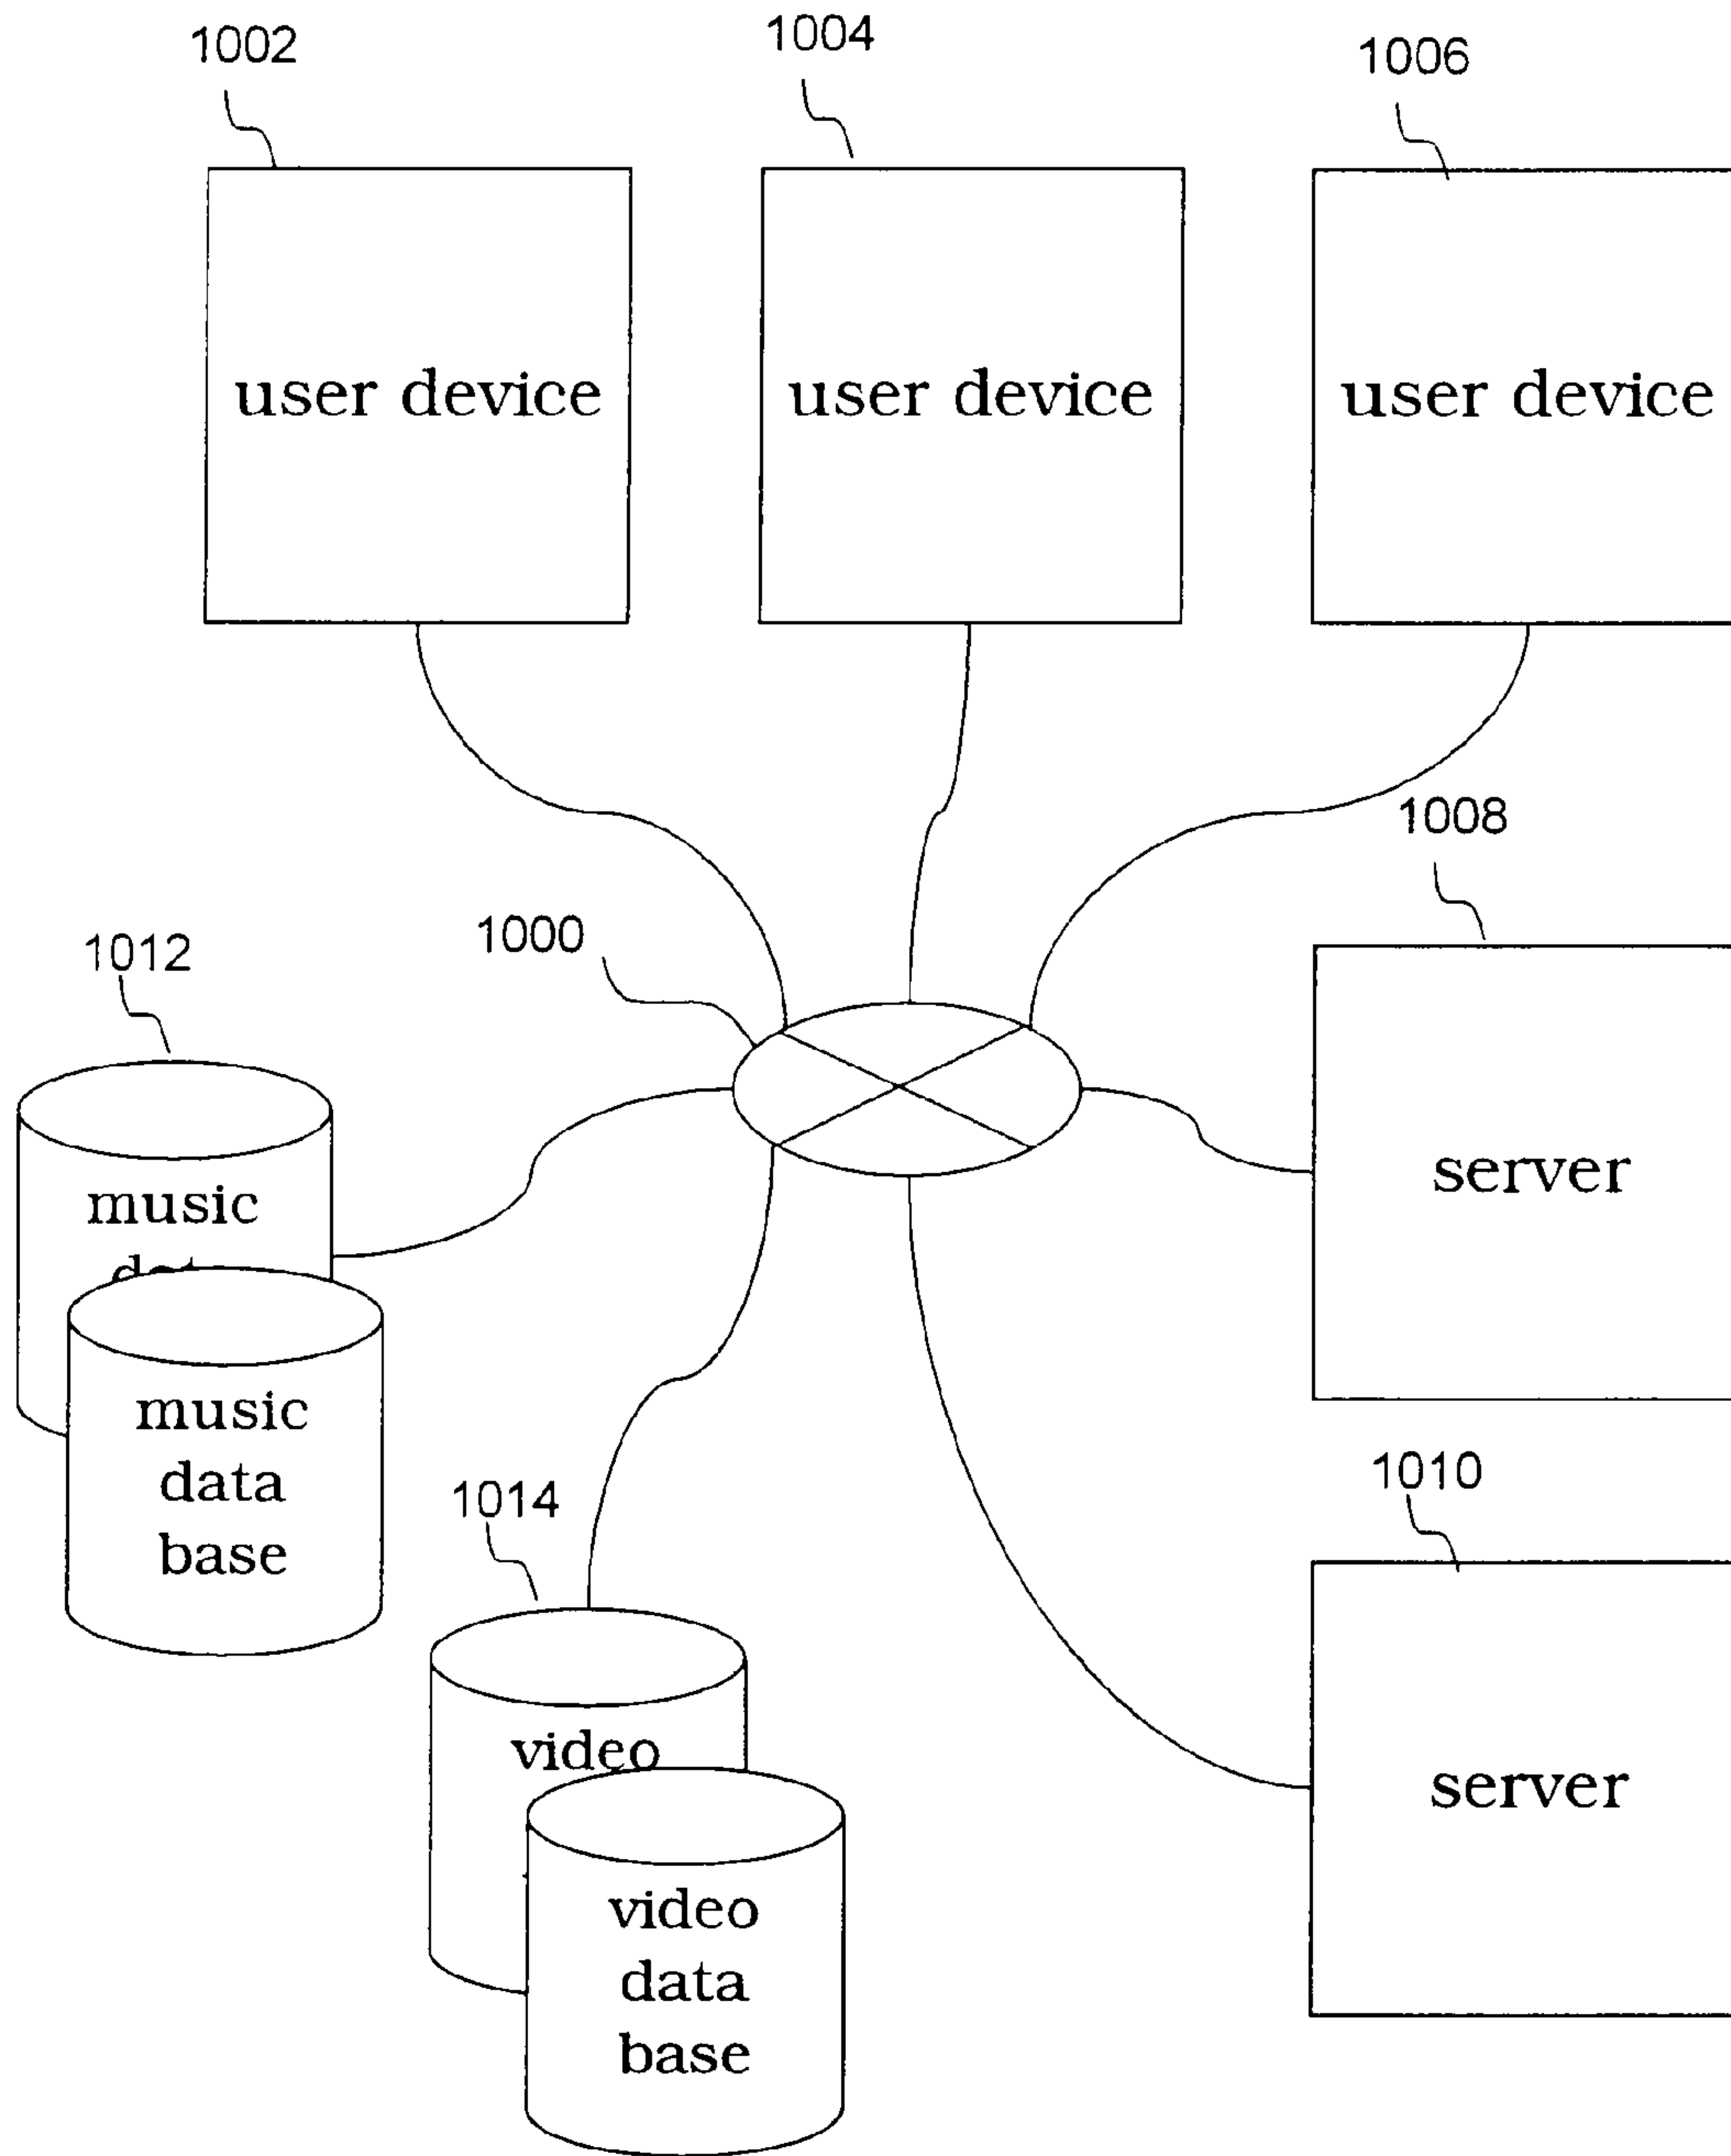 1002
1004
1006
user device
user device
user device
1008
1000
1012
server
music
music
data
base
1010
1014
server
video
video
data
base